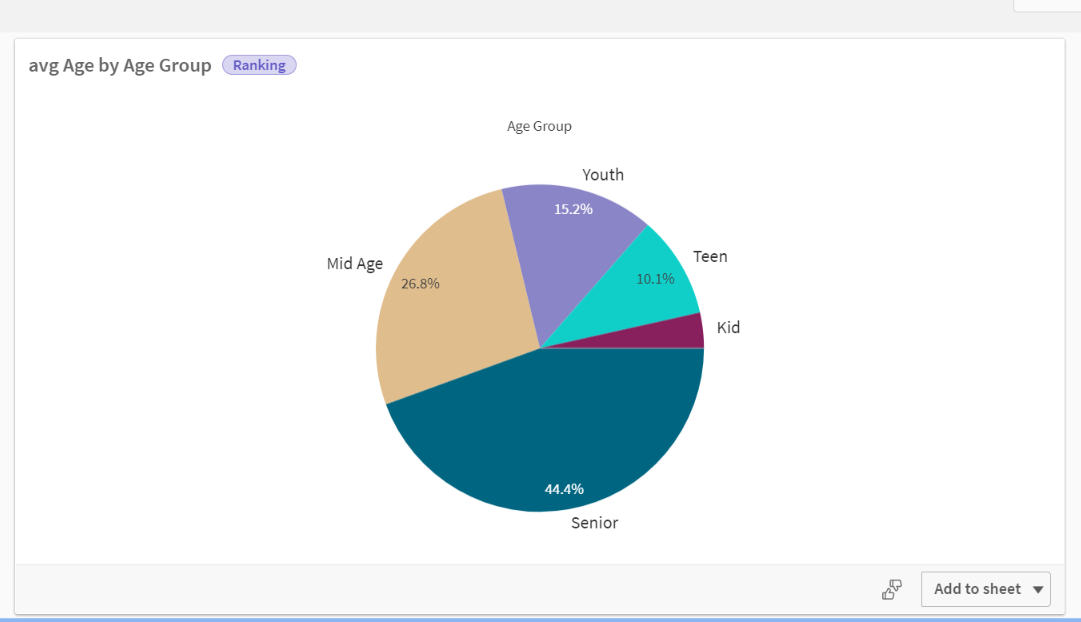 avg Age by Age Group Ranking
Age Group
Youth
15.2%
Teen
Mid Age
10.1%
26.8%
Kid
44.4%
Senior
Add to sheet